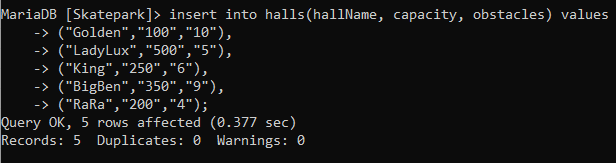 MariaDB [Skatepark]> insert into halls(hallName, capacity, obstacles) values
    -> ("Golden","100","10"),
    -> ("LadyLux","500","5"),
    -> ("King","250","6"),
    -> ("BigBen","350","9"),
    -> ("RaRa","200","4");
Query OK, 5 rows affected (0.377 sec)
Records: 5  Duplicates: 0  Warnings: 0